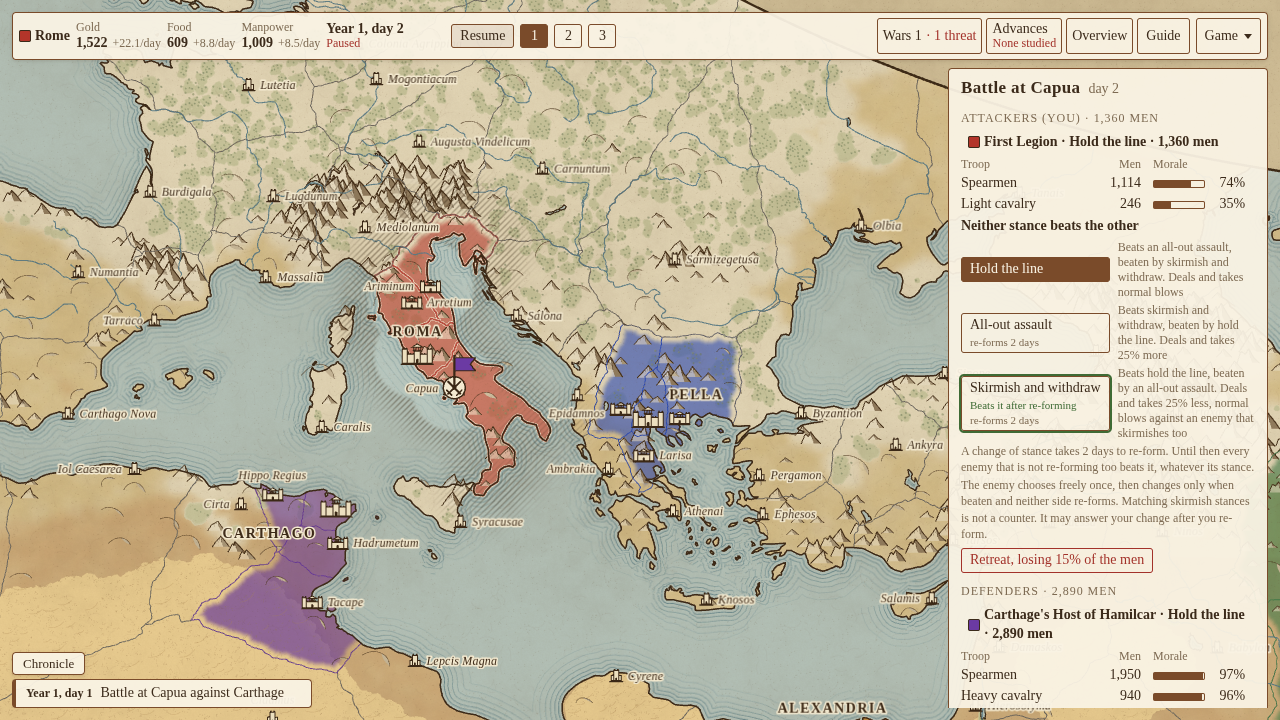 Rome
Gold
1,522 +22.1/day
Food
609 +8.8/day
Manpower
1,009 +8.5/day
Year 1, day 2
Paused
Resume
1
2
3
Wars 1 · 1 threat
Advances
None studied
Overview
Guide
Game
Lutetia
Mogontiacum
Augusta Vindelicum
Carnuntum
Burdigala
Lugdunum
Mediolanum
Olbia
Numantia
Massalia
Ariminum
Arretium
Sarmizegetusa
Tarraco
ROMA
Salona
Capua
PELLA
Carthago Nova
Caralis
Epidamnos
Byzantion
Ankyra
Iol Caesarea
Hippo Regius
Ambrakia
Larisa
Pergamon
Cirta
Syracusae
Athenai
Ephesos
CARTHAGO
Hadrumetum
Tacape
Knosos
Salamis
Lepcis Magna
Cyrene
ALEXANDRIA
Chronicle
Year 1, day 1 Battle at Capua against Carthage
Battle at Capua day 2
ATTACKERS (YOU) · 1,360 MEN
First Legion · Hold the line · 1,360 men
Troop Men Morale
Spearmen 1,114 74%
Light cavalry 246 35%
Neither stance beats the other
Hold the line
Beats an all-out assault,
beaten by skirmish and
withdraw. Deals and takes
normal blows
All-out assault
re-forms 2 days
Beats skirmish and
withdraw, beaten by hold
the line. Deals and takes
25% more
Skirmish and withdraw
Beats it after re-forming
re-forms 2 days
Beats hold the line, beaten
by an all-out assault. Deals
and takes 25% less, normal
blows against an enemy that
skirmishes too
A change of stance takes 2 days to re-form. Until then every
enemy that is not re-forming too beats it, whatever its stance.
The enemy chooses freely once, then changes only when
beaten and neither side re-forms. Matching skirmish stances
is not a counter. It may answer your change after you re-
form.
Retreat, losing 15% of the men
DEFENDERS · 2,890 MEN
Carthage's Host of Hamilcar · Hold the line
· 2,890 men
Troop Men Morale
Spearmen 1,950 97%
Heavy cavalry 940 96%